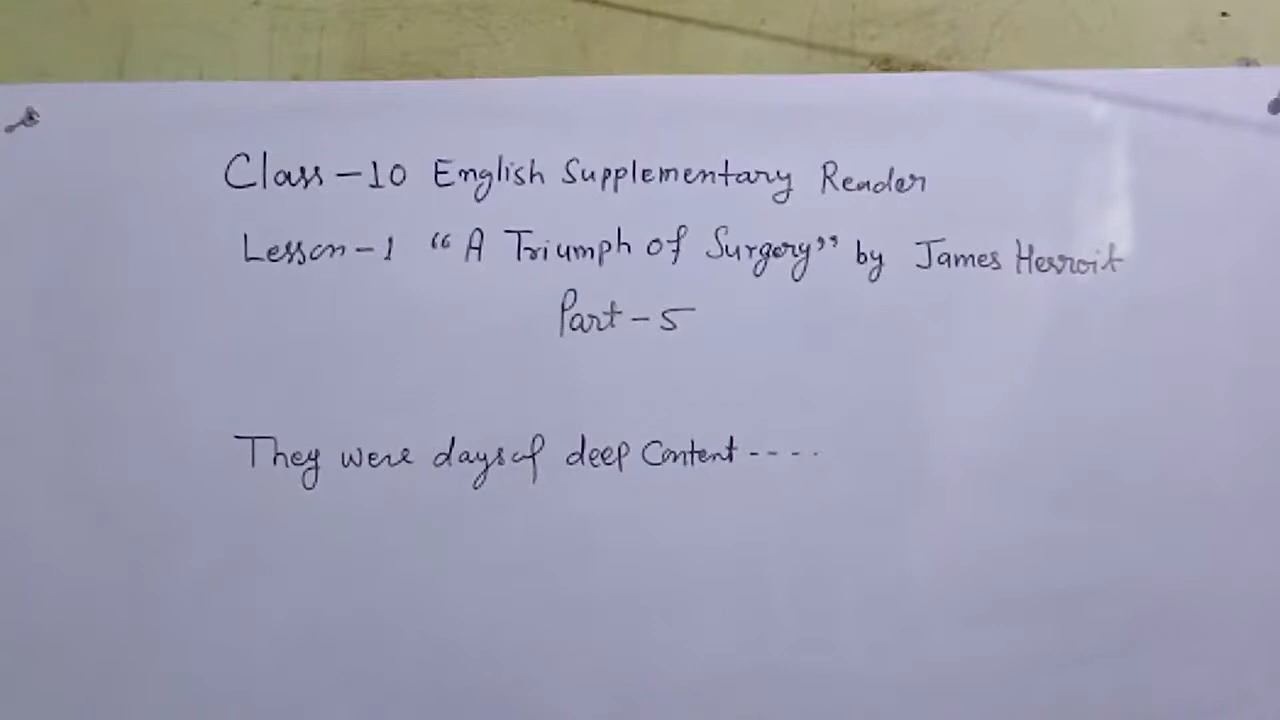 Class-10 English Supplementary Reader
Lesson-1 "A Triumph of Surgery" by James Herroit
Part-5
They were days of deep Content ----